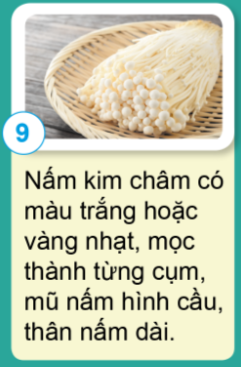 9
Nấm kim châm có
màu trắng hoặc
vàng nhạt, mọc
thành từng cụm,
mũ nấm hình cầu,
thân nấm dài.